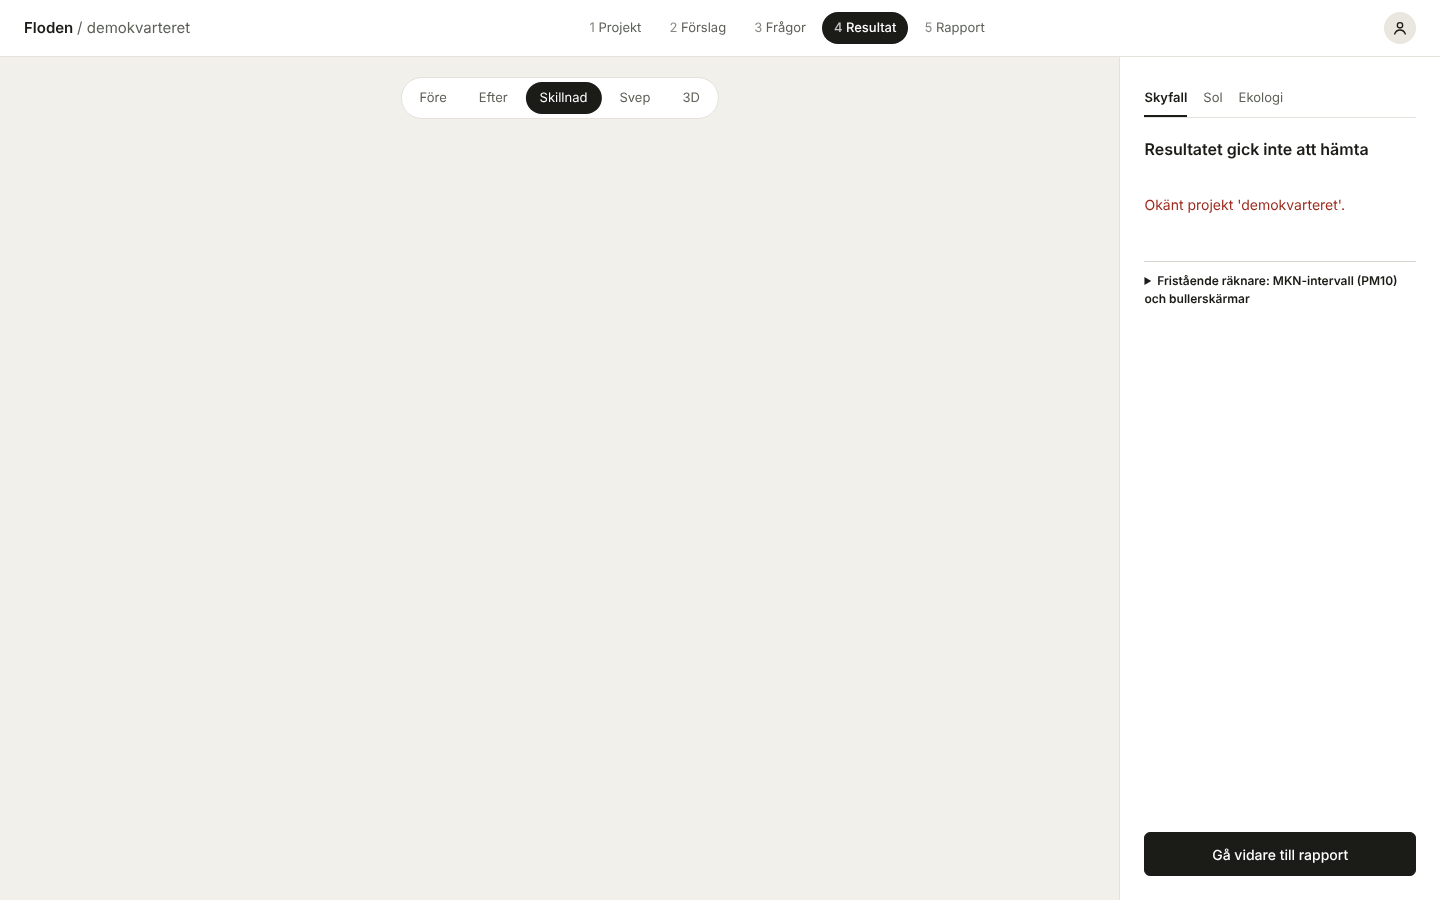 Floden / demokvarteret
1 Projekt
2 Förslag
3 Frågor
4 Resultat
5 Rapport
Före
Efter
Skillnad
Svep
3D
Skyfall
Sol
Ekologi
Resultatet gick inte att hämta
Okänt projekt 'demokvarteret'.
Fristående räknare: MKN-intervall (PM10)
och bullerskärmar
Gå vidare till rapport